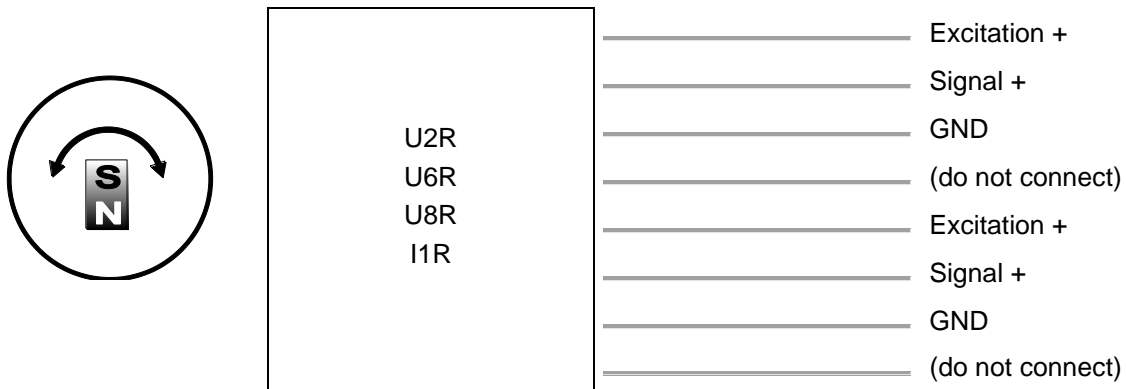 S
N
U2R
U6R
U8R
I1R
Excitation +
Signal +
GND
(do not connect)
Excitation +
Signal +
GND
(do not connect)